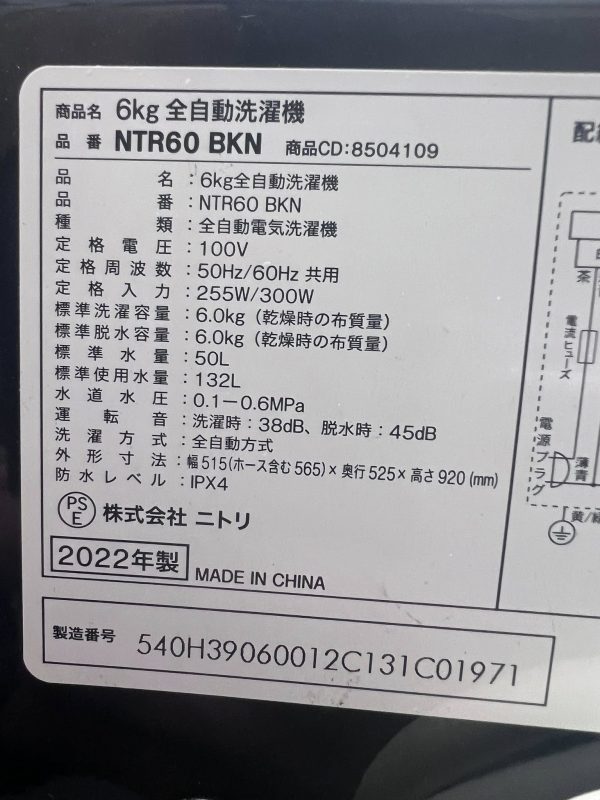 商品名 6kg 全自動洗濯機
品番 NTR60 BKN 商品CD:8504109
品名:6kg全自動洗濯機
品番:NTR60 BKN
種類:全自動電気洗濯機
定格電圧:100V
定格周波数:50Hz/60Hz 共用
定格入力:255W/300W
標準洗濯容量:6.0kg(乾燥時の布質量)
標準脱水容量:6.0kg(乾燥時の布質量)
標準水量:50L
標準使用水量:132L
水道水圧:0.1-0.6MPa
運転音:洗濯時:38dB、脱水時:45dB
洗濯方式:全自動方式
外形寸法:幅515(ホース含む565)×奥行525×高さ920(mm)
防水レベル:IPX4
PSE 株式会社 ニトリ
2022年製 MADE IN CHINA
製造番号 540H39060012C131C01971
配
茶
電流ヒューズ
電源プラグ
薄青
黄/